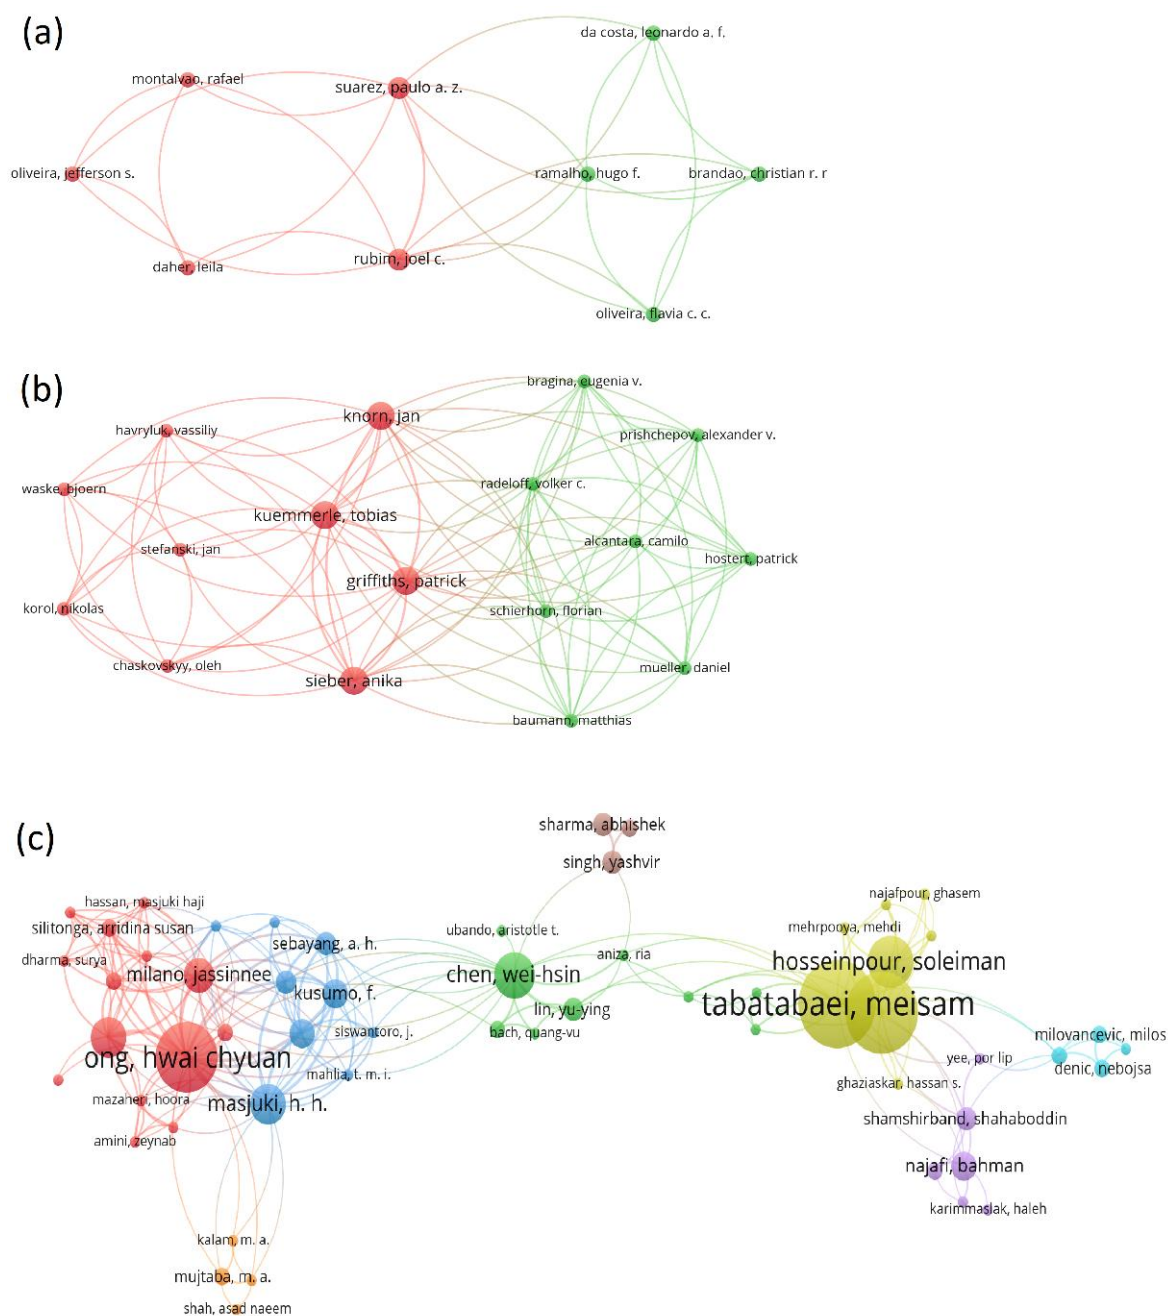 (a)
da costa, leonardo a. f.
montalvao, rafael
suarez, paulo a. z.
oliveira, jefferson s.
ramalho, hugo f.
brandao, christian r. r
daher, leila
rubim, joel c.
oliveira, flavia c. c.
(b)
bragina, eugenia v.
knorn, jan
havryluk, vassiliy
prishchepov, alexander v.
waske, bjoern
radeloff, volker c.
kuemmerle, tobias
stefanski, jan
alcantara, camilo
hostert, patrick
griffiths, patrick
korol, nikolas
schierhorn, florian
chaskovskyy, oleh
sieber, anika
mueller, daniel
baumann, matthias
(c)
sharma, abhishek
singh, yashvir
hassan, masjuki haji
najafpour, ghasem
silitonga, arridina susan
sebayang, a. h.
ubando, aristotle t.
mehrpooya, mehdi
dharma, surya
milano, jassinnee
chen, wei-hsin
aniza, ria
hosseinpour, soleiman
kusumo, f.
lin, yu-ying
tabatabaei, meisam
siswantoro, j.
bach, quang-vu
milovancevic, milos
ong, hwai chyuan
yee, por lip
denic, nebojsa
mahlia, t. m. i.
ghaziaskar, hassan s.
mazaheri, hoora
masjuki, h. h.
shamshirband, shahaboddin
amini, zeynab
najafi, bahman
karimmaslak, haleh
kalam, m. a.
mujtaba, m. a.
shah, asad naeem